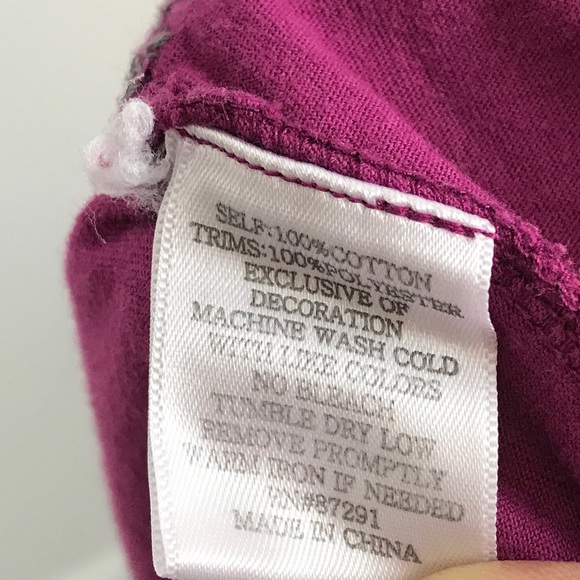 SELF:100%COTTON
TRIMS:100%POLYESTER
EXCLUSIVE OF
DECORATION
MACHINE WASH COLD
WITH LIKE COLORS
NO BLEACH
TUMBLE DRY LOW
REMOVE PROMPTLY
WARM IRON IF NEEDED
RN#87291
MADE IN CHINA